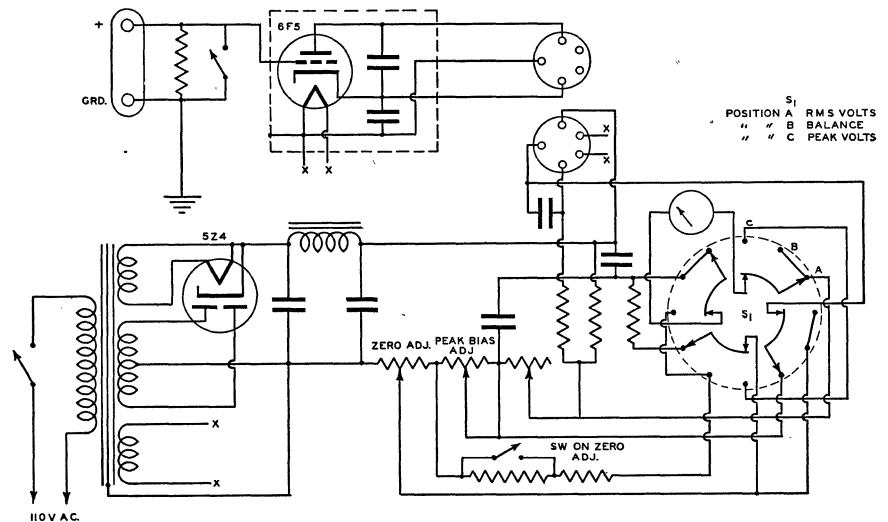 +
6F5
GRD.
X X
S1
POSITION A RMS VOLTS
" " B BALANCE
" " C PEAK VOLTS
X
X
5Z4
C
B
A
S1
ZERO ADJ.
PEAK BIAS
ADJ
SW ON ZERO
ADJ.
X
X
110V A.C.